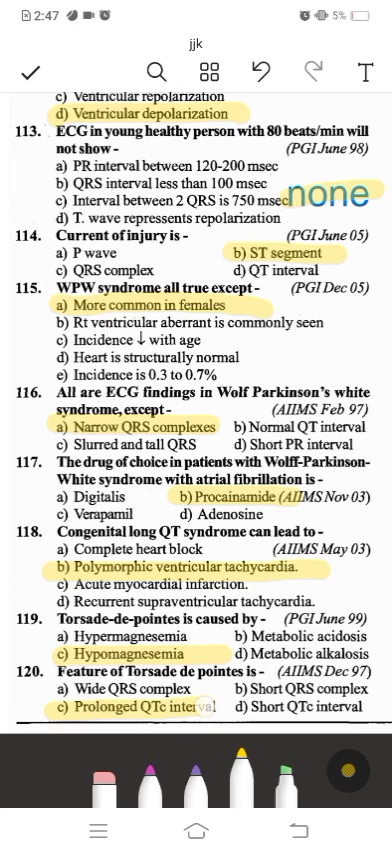 2:47
5%
jjk
T
c) Ventricular repolarization
d) Ventricular depolarization
113. ECG in young healthy person with 80 beats/min will
not show - (PGI June 98)
a) PR interval between 120-200 msec
b) QRS interval less than 100 msec
c) Interval between 2 QRS is 750 msec
none
d) T. wave repressents repolarization
114. Current of injury is - (PGI June 05)
a) P wave b) ST segment
c) QRS complex d) QT interval
115. WPW syndrome all true except - (PGI Dec 05)
a) More common in females
b) Rt ventricular aberrant is commonly seen
c) Incidence ↓ with age
d) Heart is structurally normal
e) Incidence is 0.3 to 0.7%
116. All are ECG findings in Wolf Parkinson's white
syndrome, except - (AIIMS Feb 97)
a) Narrow QRS complexes b) Normal QT interval
c) Slurred and tall QRS d) Short PR interval
117. The drug of choice in patients with Wolff-Parkinson-
White syndrome with atrial fibrillation is -
a) Digitalis b) Procainamide (AIIMS Nov 03)
c) Verapamil d) Adenosine
118. Congenital long QT syndrome can lead to -
a) Complete heart block (AIIMS May 03)
b) Polymorphic ventricular tachycardia.
c) Acute myocardial infarction.
d) Recurrent supraventricular tachycardia.
119. Torsade-de-pointes is caused by - (PGI June 99)
a) Hypermagnesemia b) Metabolic acidosis
c) Hypomagnesemia d) Metabolic alkalosis
120. Feature of Torsade de pointes is - (AIIMS Dec 97)
a) Wide QRS complex b) Short QRS complex
c) Prolonged QTc interval d) Short QTc interval